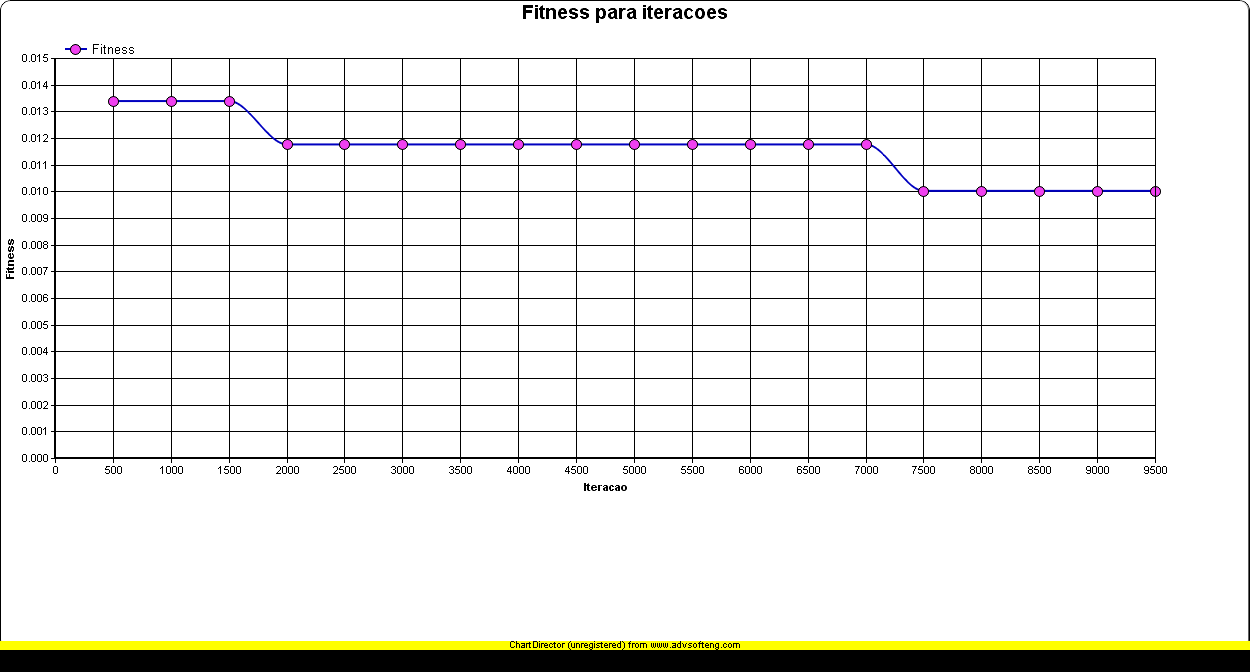 Fitness para iteracoes
Fitness
0.015
0.014
0.013
0.012
0.011
0.010
0.009
0.008
0.007
0.006
0.005
0.004
0.003
0.002
0.001
0.000
Fitness
0 500 1000 1500 2000 2500 3000 3500 4000 4500 5000 5500 6000 6500 7000 7500 8000 8500 9000 9500
Iteracao
ChartDirector (unregistered) from www.advsofteng.com